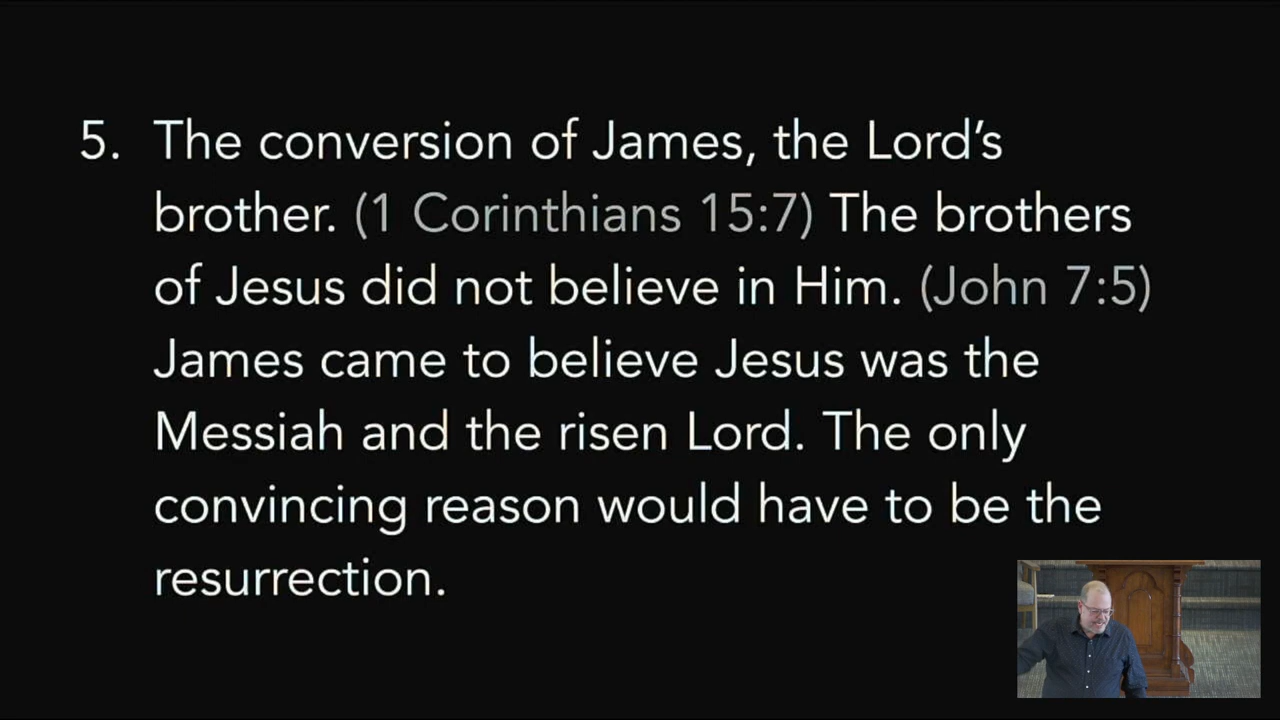 5. The conversion of James, the Lord’s
brother. (1 Corinthians 15:7) The brothers
of Jesus did not believe in Him. (John 7:5)
James came to believe Jesus was the
Messiah and the risen Lord. The only
convincing reason would have to be the
resurrection.